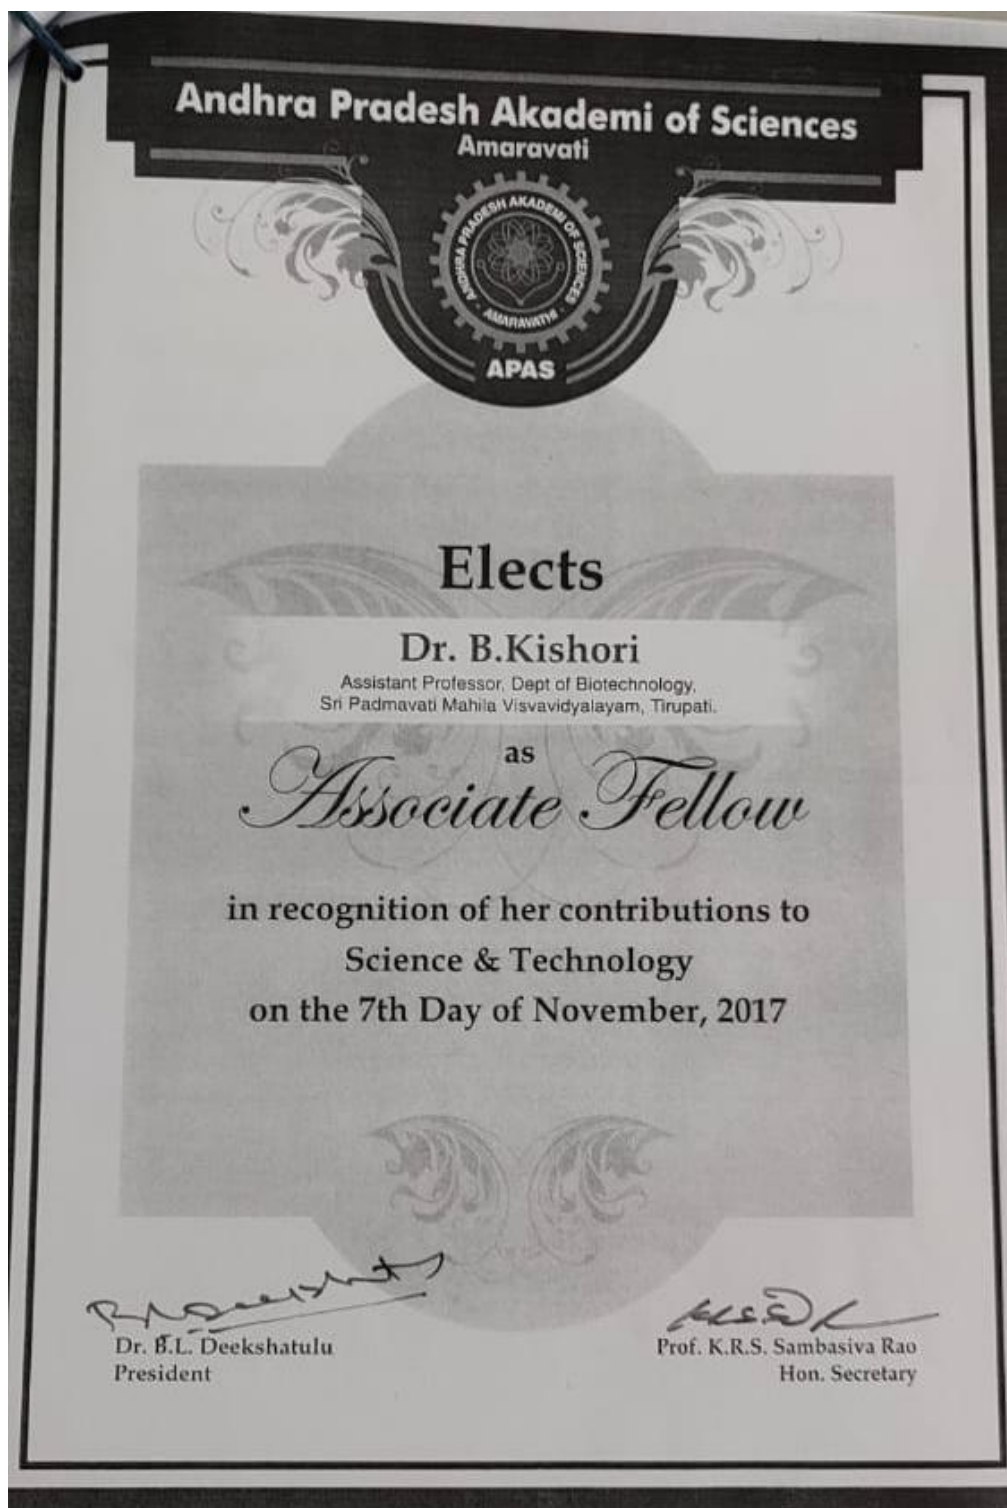 Andhra Pradesh Akademi of Sciences
Amaravati
ANDHRA PRADESH AKADEMI OF SCIENCES
AMARAVATHI
APAS
Elects
Dr. B.Kishori
Assistant Professor, Dept of Biotechnology,
Sri Padmavati Mahila Visvavidyalayam, Tirupati.
as
Associate Fellow
in recognition of her contributions to
Science & Technology
on the 7th Day of November, 2017
Dr. B.L. Deekshatulu
President
Prof. K.R.S. Sambasiva Rao
Hon. Secretary